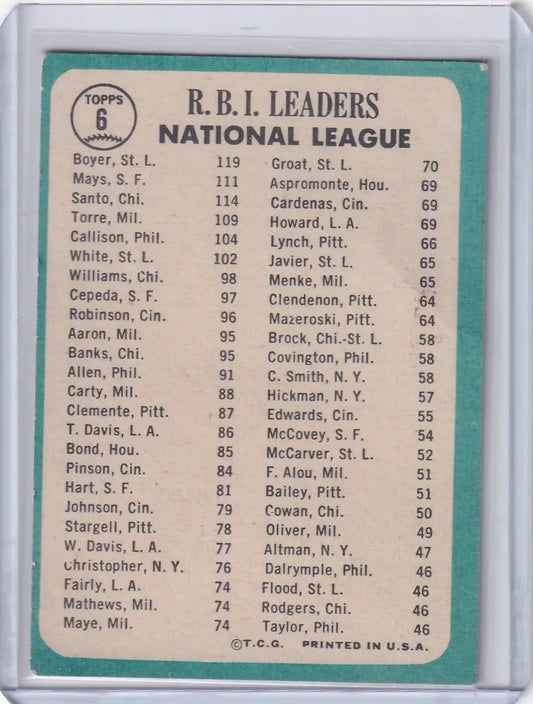 TOPPS
6
R.B.I. LEADERS
NATIONAL LEAGUE
Boyer, St. L. 119
Mays, S. F. 111
Santo, Chi. 114
Torre, Mil. 109
Callison, Phil. 104
White, St. L. 102
Williams, Chi. 98
Cepeda, S. F. 97
Robinson, Cin. 96
Aaron, Mil. 95
Banks, Chi. 95
Allen, Phil. 91
Carty, Mil. 88
Clemente, Pitt. 87
T. Davis, L. A. 86
Bond, Hou. 85
Pinson, Cin. 84
Hart, S. F. 81
Johnson, Cin. 79
Stargell, Pitt. 78
W. Davis, L. A. 77
Christopher, N. Y. 76
Fairly, L. A. 74
Mathews, Mil. 74
Maye, Mil. 74
Groat, St. L. 70
Aspromonte, Hou. 69
Cardenas, Cin. 69
Howard, L. A. 69
Lynch, Pitt. 66
Javier, St. L. 65
Menke, Mil. 65
Clendenon, Pitt. 64
Mazeroski, Pitt. 64
Brock, Chi.-St. L. 58
Covington, Phil. 58
C. Smith, N. Y. 58
Hickman, N. Y. 57
Edwards, Cin. 55
McCovey, S. F. 54
McCarver, St. L. 52
F. Alou, Mil. 51
Bailey, Pitt. 51
Cowan, Chi. 50
Oliver, Mil. 49
Altman, N. Y. 47
Dalrymple, Phil. 46
Flood, St. L. 46
Rodgers, Chi. 46
Taylor, Phil. 46
©T.C.G. PRINTED IN U.S.A.